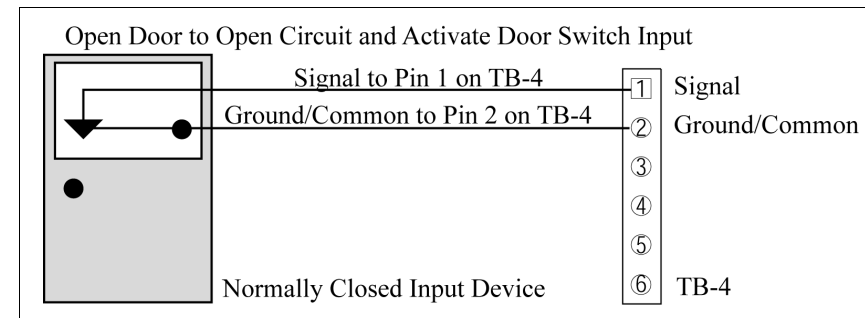 Open Door to Open Circuit and Activate Door Switch Input
Signal to Pin 1 on TB-4
1 Signal
Ground/Common to Pin 2 on TB-4
2 Ground/Common
3
4
5
Normally Closed Input Device
6 TB-4